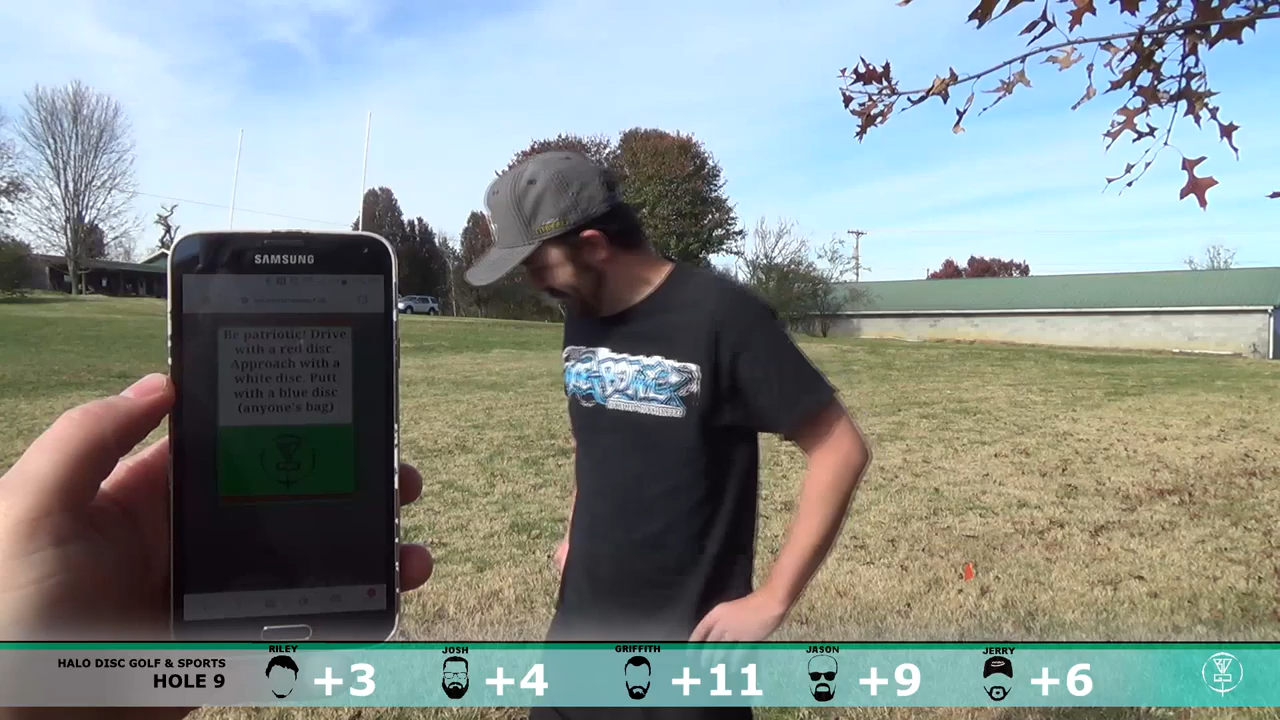 SAMSUNG
Be patriotic! Drive
with a red disc.
Approach with a
white disc. Putt
with a blue disc
(anyone's bag)
HALO DISC GOLF & SPORTS
HOLE 9
RILEY
+3
JOSH
+4
GRIFFITH
+11
JASON
+9
JERRY
+6